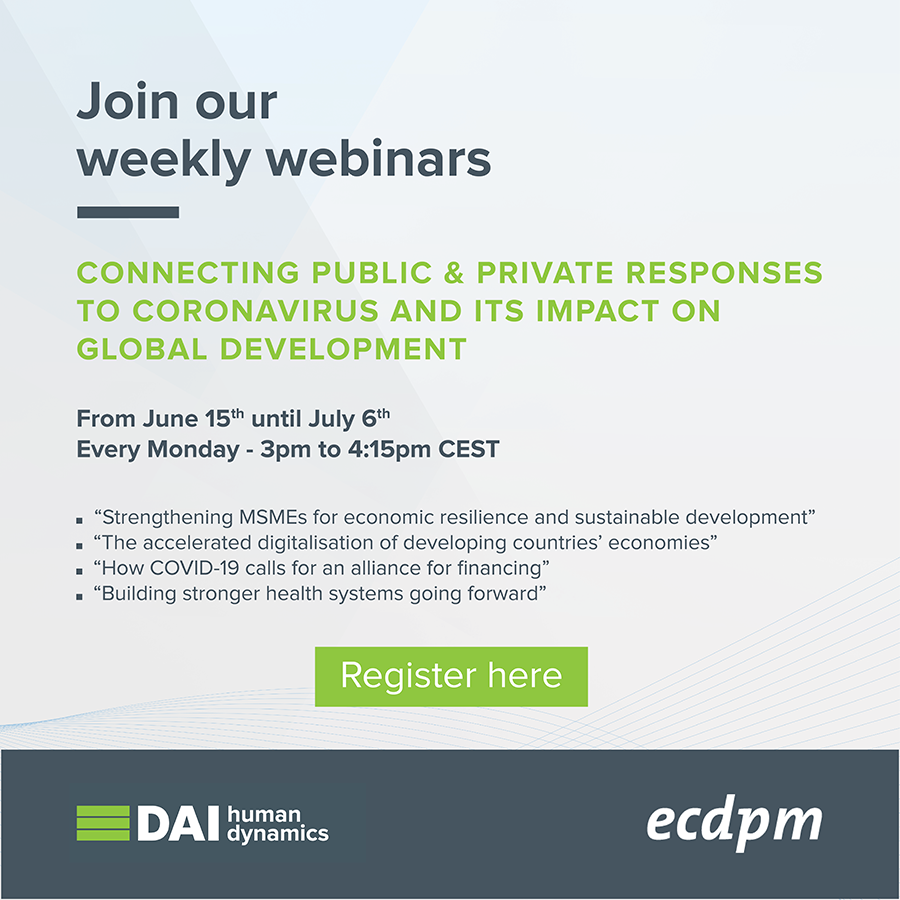 Join our
weekly webinars
CONNECTING PUBLIC & PRIVATE RESPONSES
TO CORONAVIRUS AND ITS IMPACT ON
GLOBAL DEVELOPMENT
From June 15th until July 6th
Every Monday - 3pm to 4:15pm CEST
▪ “Strengthening MSMEs for economic resilience and sustainable development”
▪ “The accelerated digitalisation of developing countries’ economies”
▪ “How COVID-19 calls for an alliance for financing”
▪ “Building stronger health systems going forward”
Register here
DAI human dynamics
ecdpm